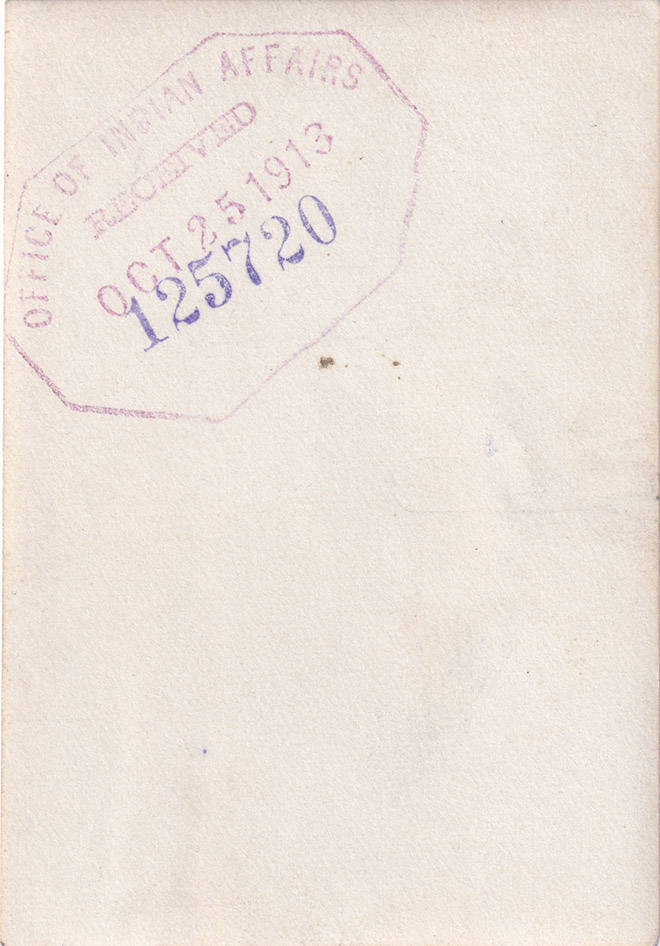 OFFICE OF INDIAN AFFAIRS
RECEIVED
OCT 25 1913
125720